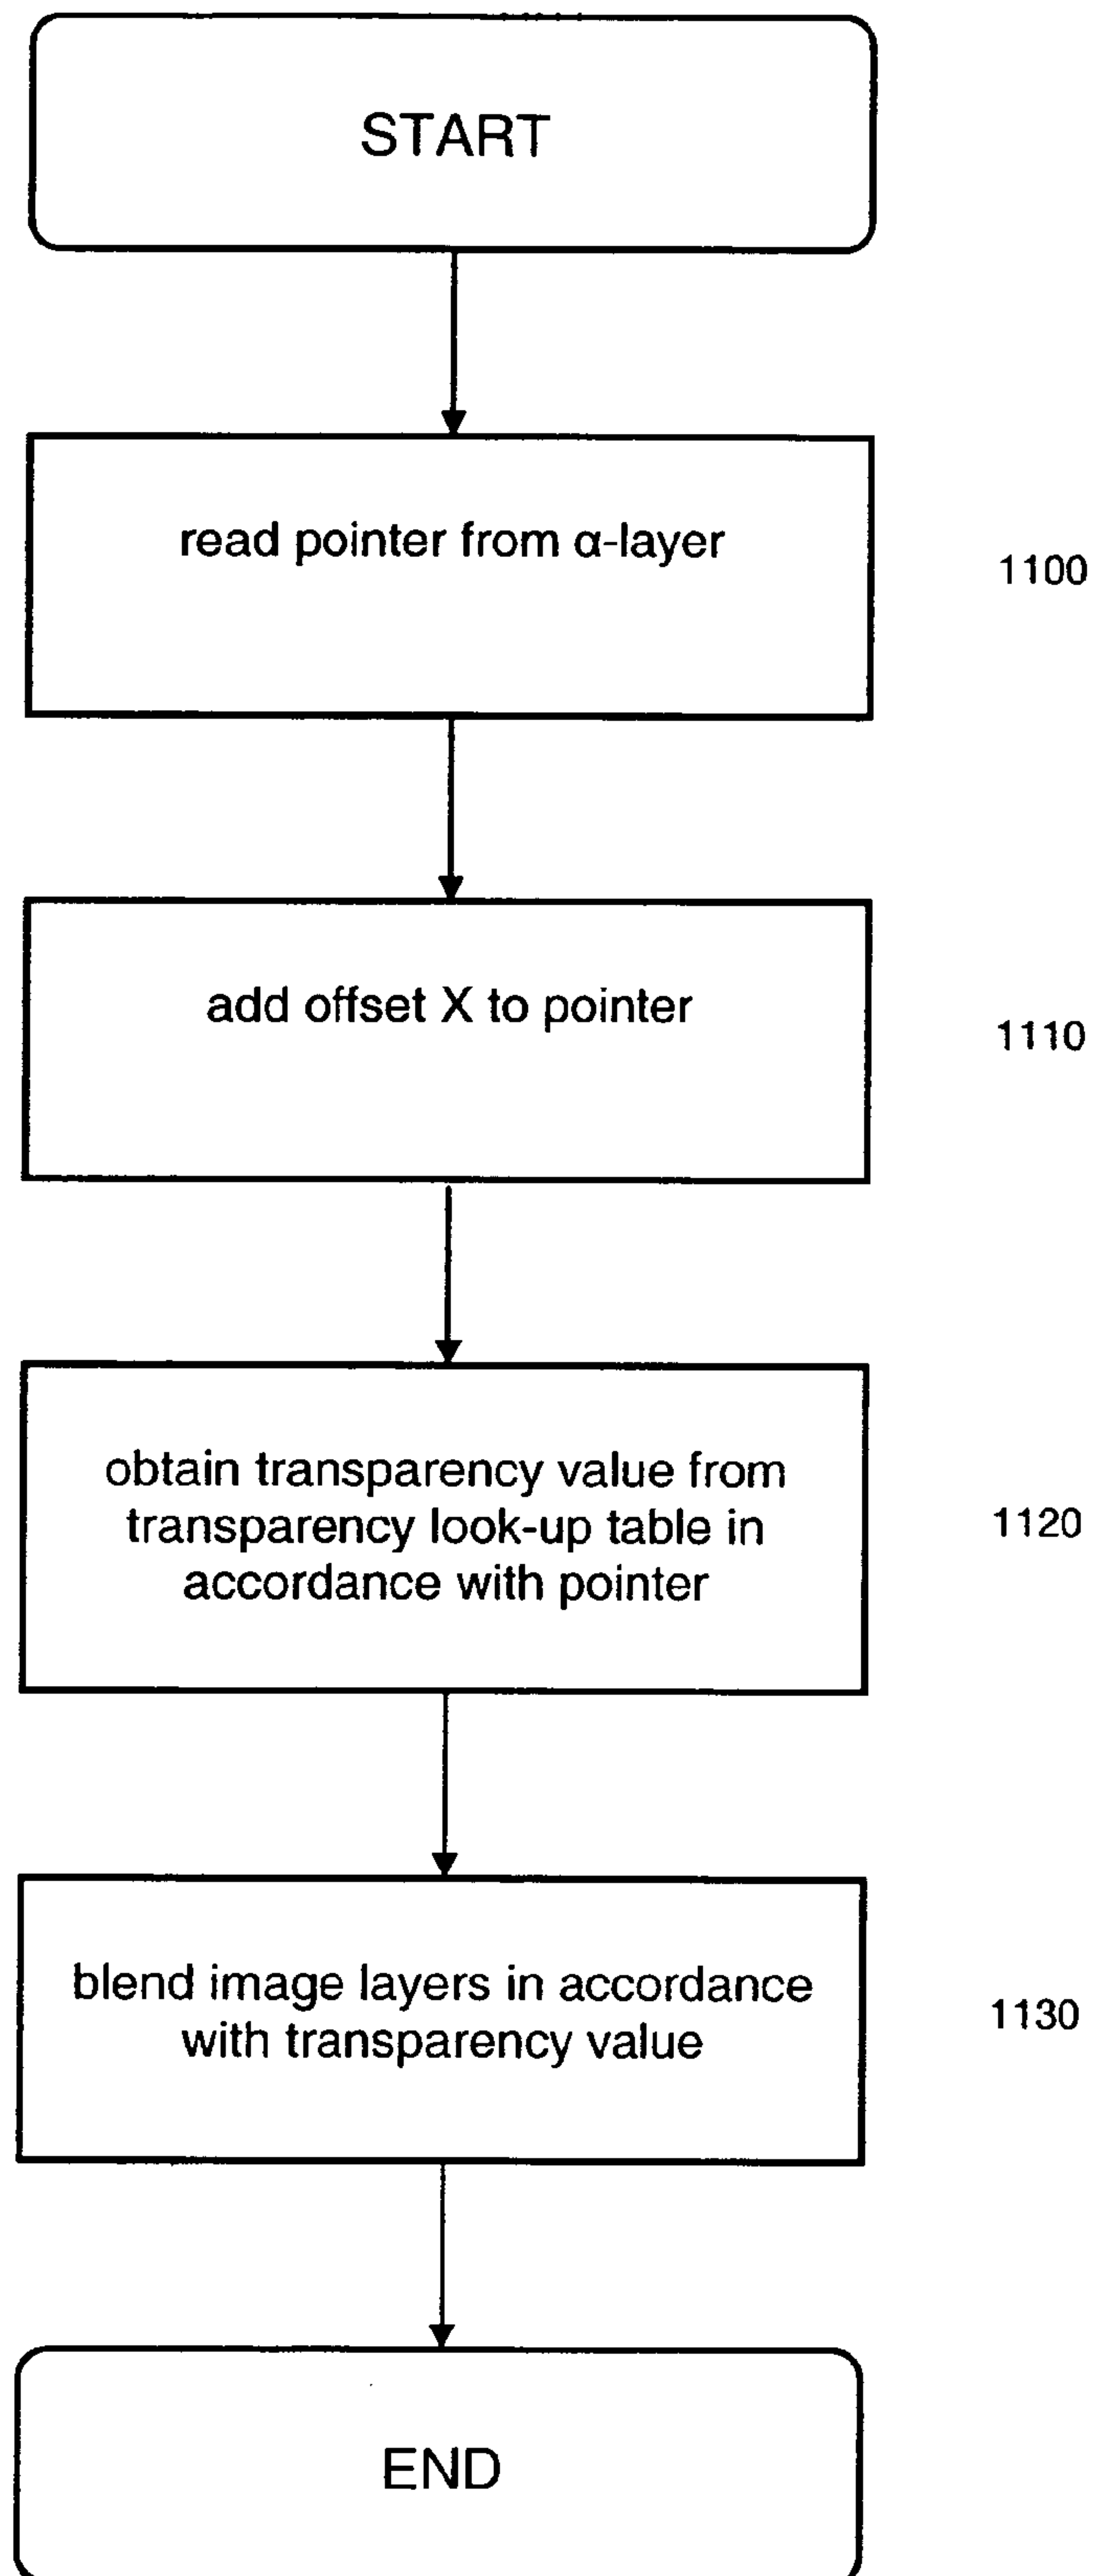 START
read pointer from α-layer
1100
add offset X to pointer
1110
obtain transparency value from
transparency look-up table in
accordance with pointer
1120
blend image layers in accordance
with transparency value
1130
END